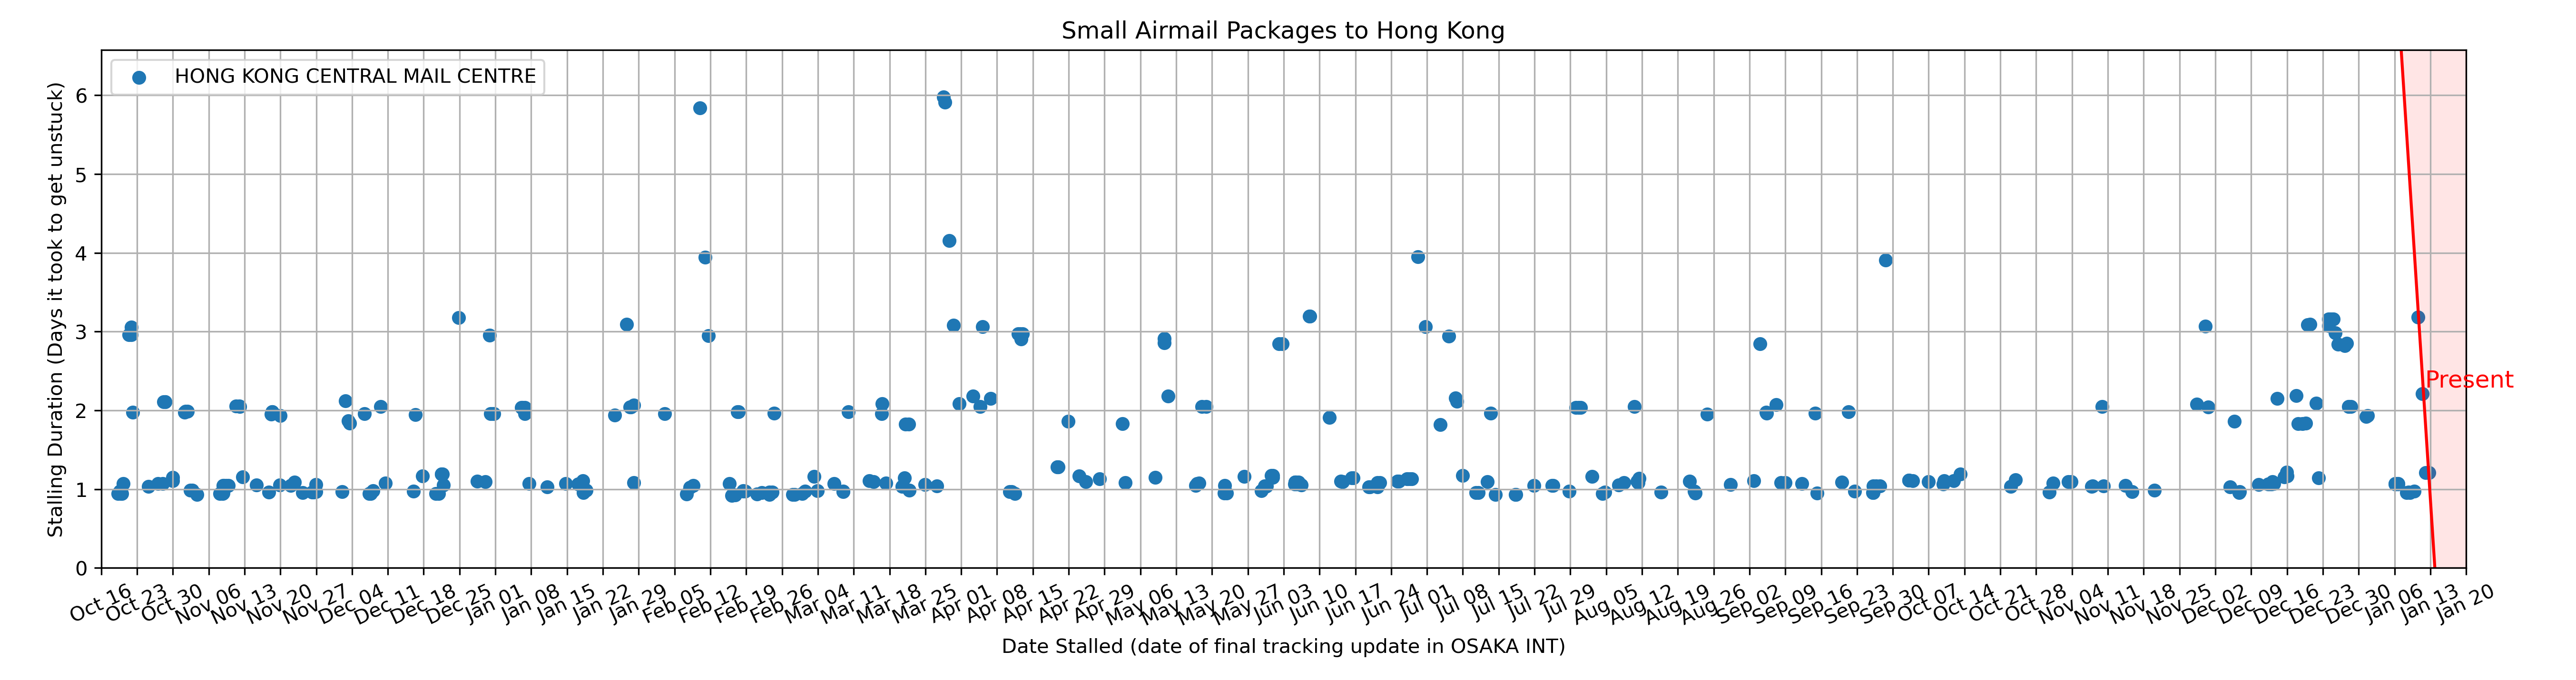 Small Airmail Packages to Hong Kong
HONG KONG CENTRAL MAIL CENTRE
Stalling Duration (Days it took to get unstuck)
6
5
4
3
2
1
0
Present
Oct 16 Oct 23 Oct 30 Nov 06 Nov 13 Nov 20 Nov 27 Dec 04 Dec 11 Dec 18 Dec 25 Jan 01 Jan 08 Jan 15 Jan 22 Jan 29 Feb 05 Feb 12 Feb 19 Feb 26 Mar 04 Mar 11 Mar 18 Mar 25 Apr 01 Apr 08 Apr 15 Apr 22 Apr 29 May 06 May 13 May 20 May 27 Jun 03 Jun 10 Jun 17 Jun 24 Jul 01 Jul 08 Jul 15 Jul 22 Jul 29 Aug 05 Aug 12 Aug 19 Aug 26 Sep 02 Sep 09 Sep 16 Sep 23 Sep 30 Oct 07 Oct 14 Oct 21 Oct 28 Nov 04 Nov 11 Nov 18 Nov 25 Dec 02 Dec 09 Dec 16 Dec 23 Dec 30 Jan 06 Jan 13 Jan 20
Date Stalled (date of final tracking update in OSAKA INT)